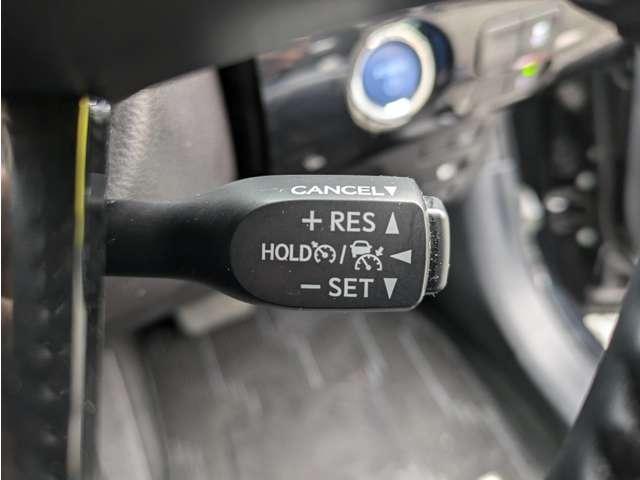 CANCEL▼
+ RES ▲
HOLD / ◀
− SET ▼